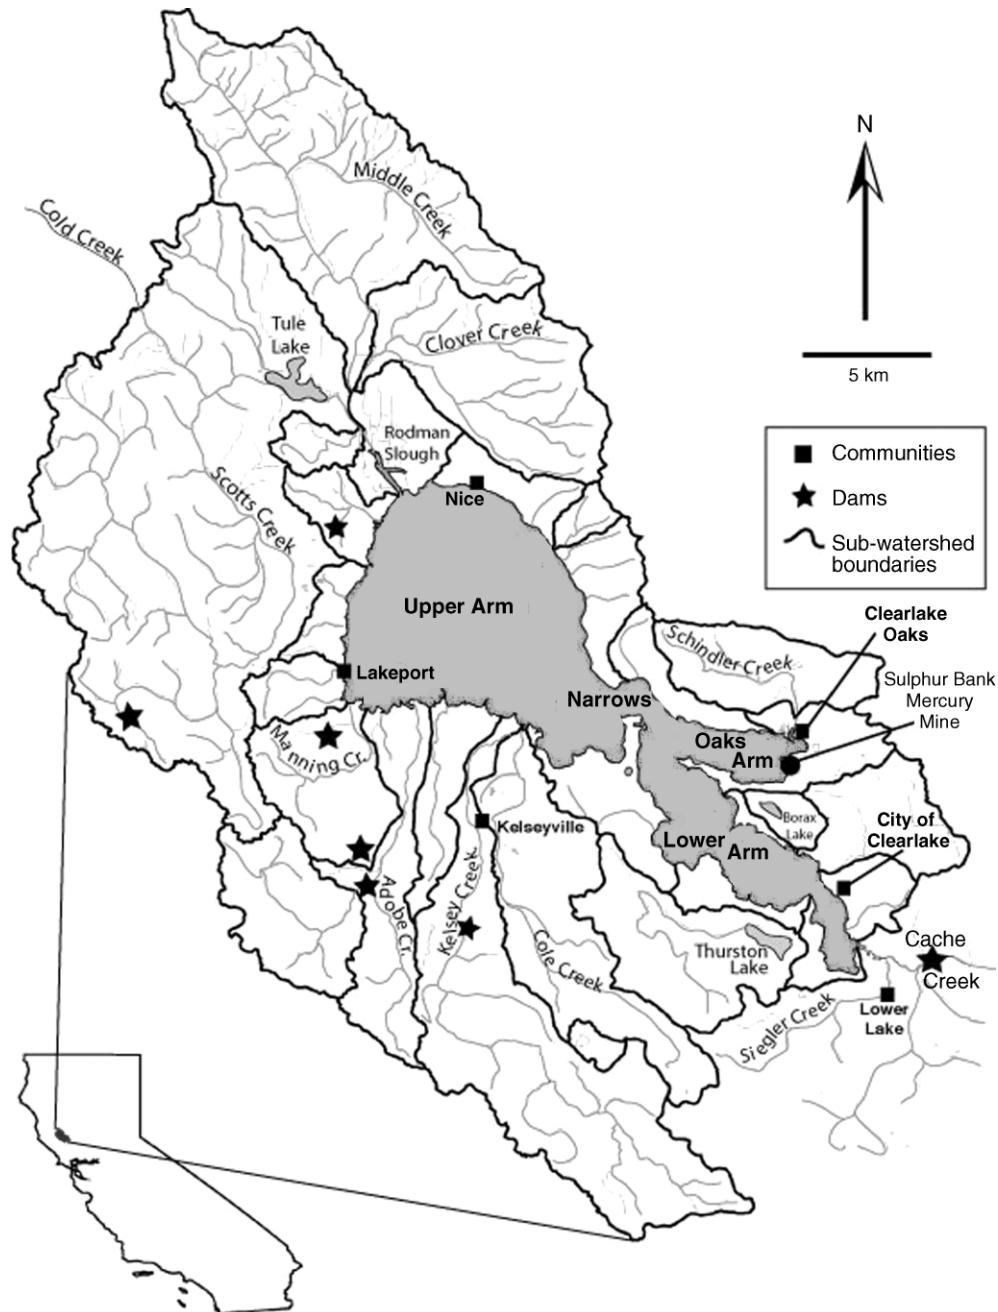 N
Middle Creek
Cold Creek
Tule
Lake
Clover Creek
5 km
Rodman
Slough
Communities
Nice
Dams
Scotts Creek
Sub-watershed
boundaries
Upper Arm
Clearlake
Oaks
Schindler Creek
Lakeport
Sulphur Bank
Mercury
Mine
Narrows
Oaks
Arm
Manning Cr.
Borax
Lake
City of
Clearlake
Kelseyville
Lower
Arm
Adobe Cr.
Kelsey Creek
Cole Creek
Thurston
Lake
Cache
Creek
Siegler Creek
Lower
Lake